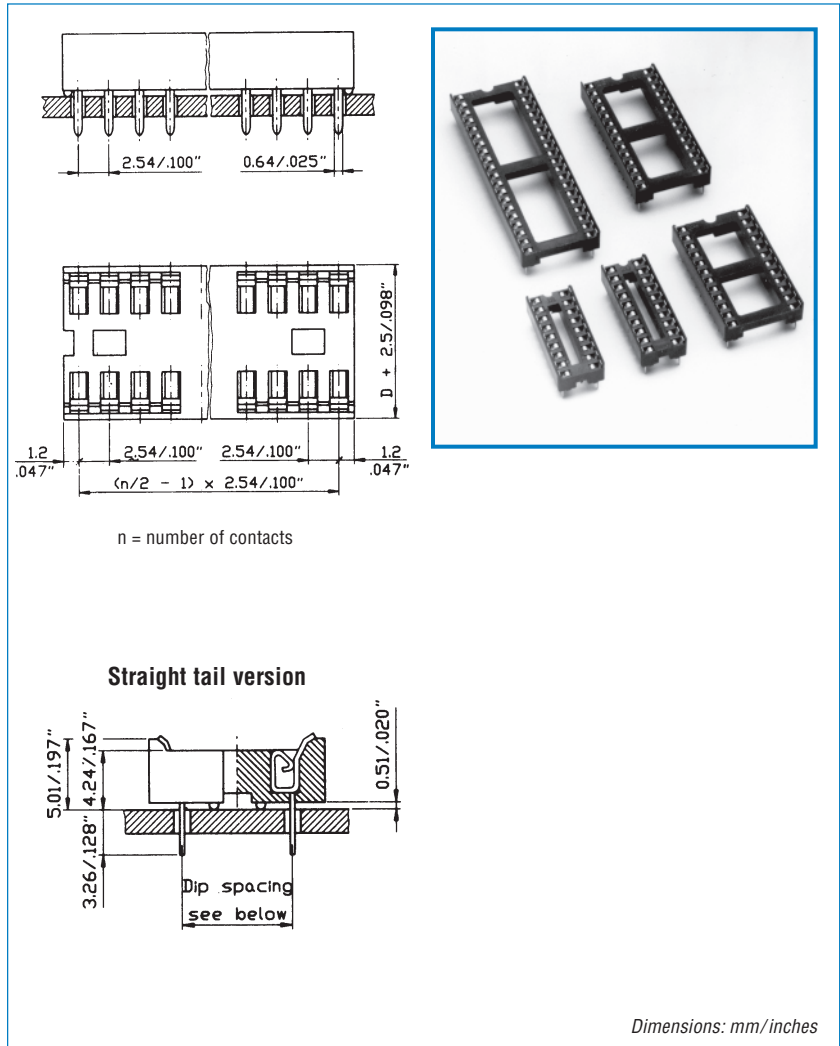 2.54/.100" 0.64/.025"
D + 2.5/.098"
1.2
.047"
2.54/.100" 2.54/.100"
1.2
.047"
(n/2 - 1) x 2.54/.100"
n = number of contacts
Straight tail version
5.01/.197"
4.24/.167"
0.51/.020"
3.26/.128"
Dip spacing
see below
Dimensions: mm/inches